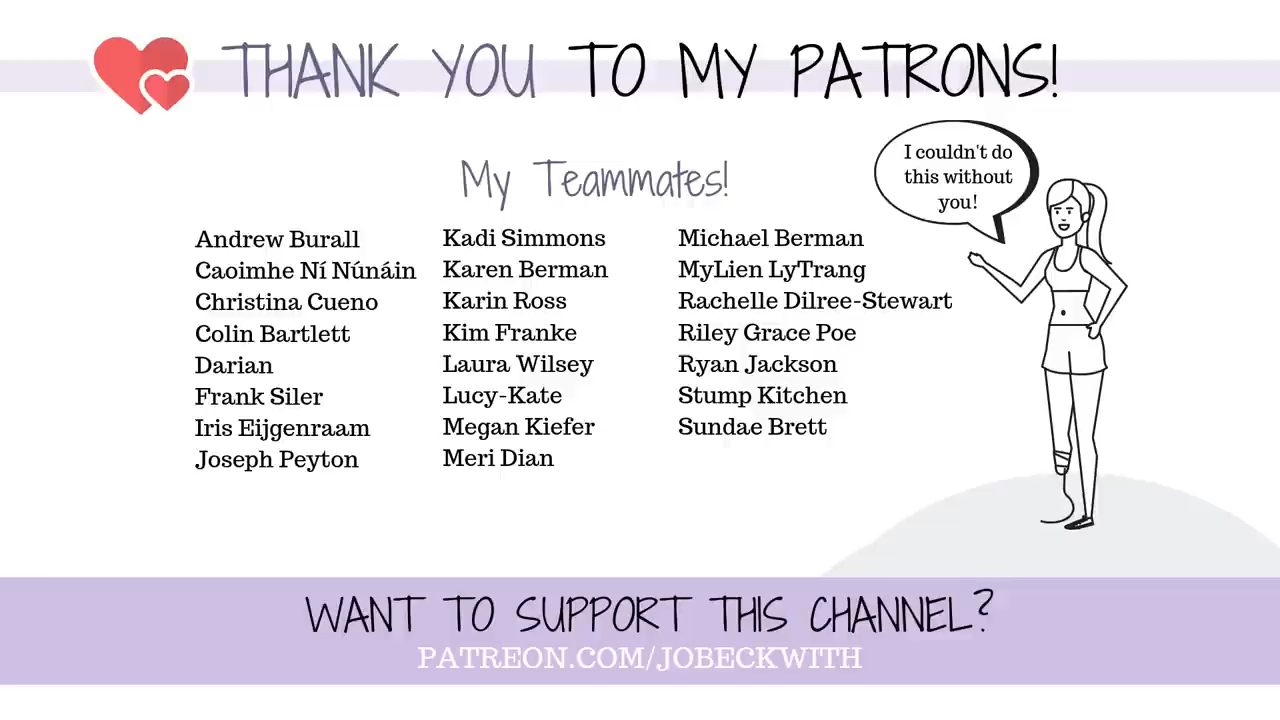 THANK YOU TO MY PATRONS!
My Teammates!
I couldn't do
this without
you!
Andrew Burall
Caoimhe Ní Núnáin
Christina Cueno
Colin Bartlett
Darian
Frank Siler
Iris Eijgenraam
Joseph Peyton
Kadi Simmons
Karen Berman
Karin Ross
Kim Franke
Laura Wilsey
Lucy-Kate
Megan Kiefer
Meri Dian
Michael Berman
MyLien LyTrang
Rachelle Dilree-Stewart
Riley Grace Poe
Ryan Jackson
Stump Kitchen
Sundae Brett
WANT TO SUPPORT THIS CHANNEL?
PATREON.COM/JOBECKWITH